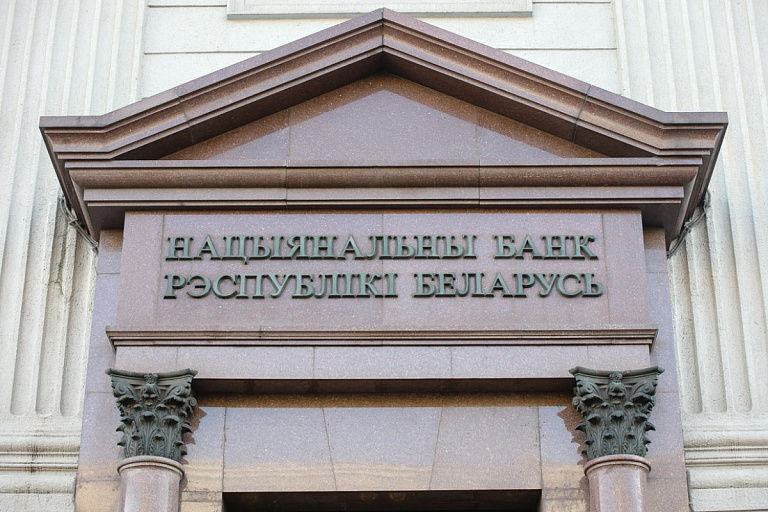 НАЦЫЯНАЛЬНЫ БАНК
РЭСПУБЛІКІ БЕЛАРУСЬ